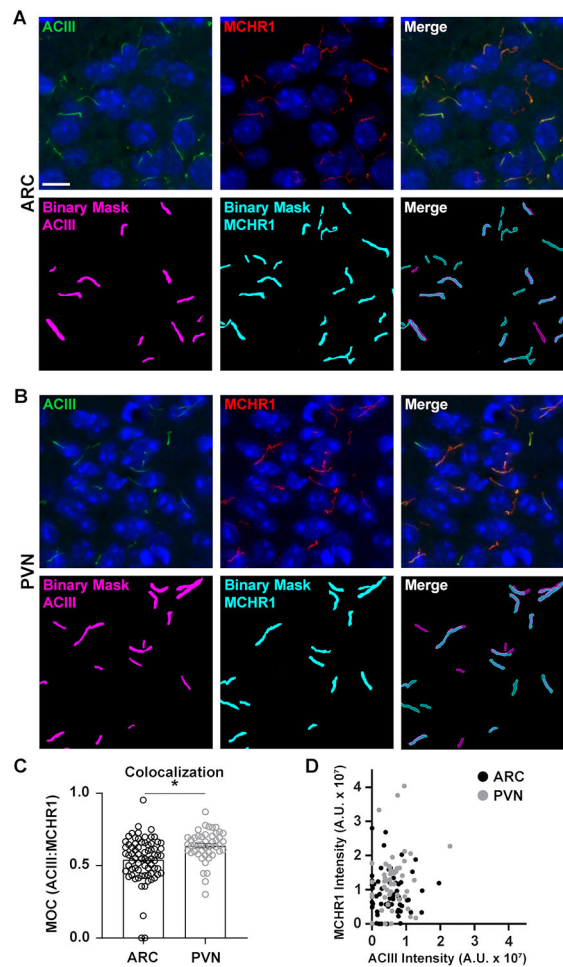 A
ACIII
MCHR1
Merge
ARC
Binary Mask
ACIII
Binary Mask
MCHR1
Merge
B
ACIII
MCHR1
Merge
PVN
Binary Mask
ACIII
Binary Mask
MCHR1
Merge
C
Colocalization
*
MOC (ACIII:MCHR1)
1.0
0.5
0.0
ARC
PVN
D
ARC
PVN
MCHR1 Intensity (A.U. x 10⁷)
4
3
2
1
0
0
1
2
3
4
ACIII Intensity (A.U. x 10⁷)